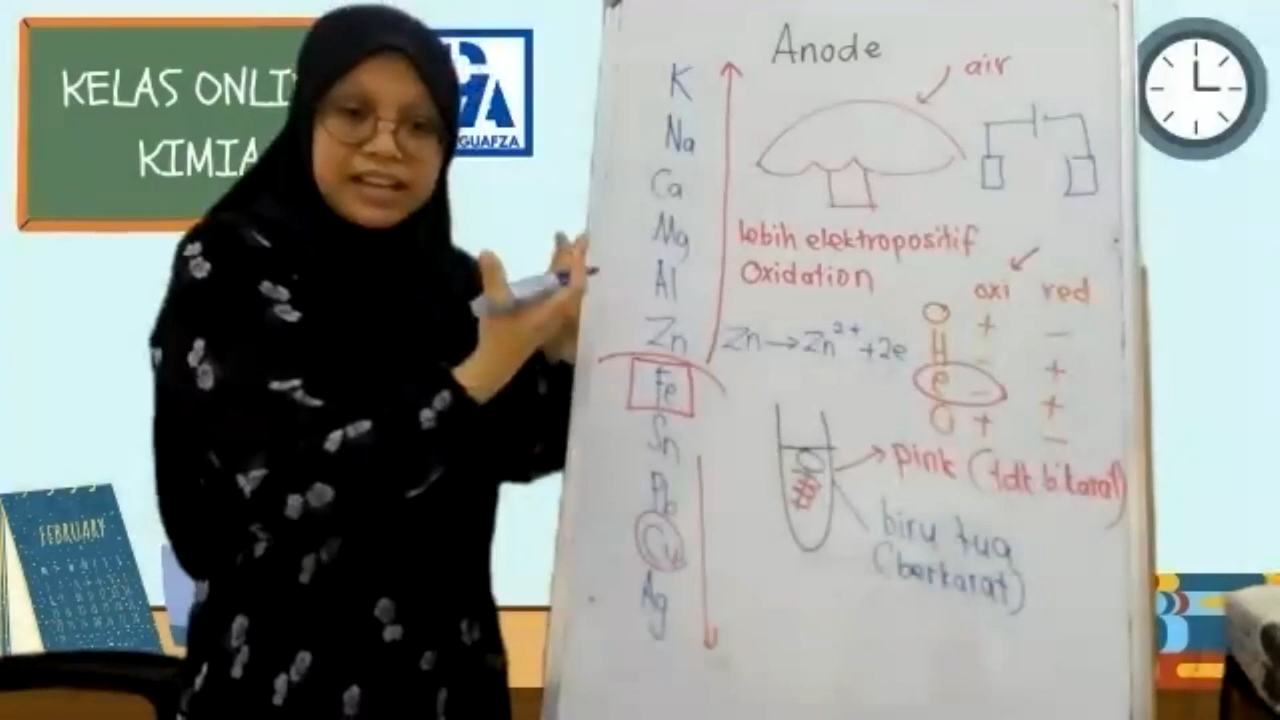 KELAS ONLI
KIMIA
GUAFZA
FEBRUARY
Anode
air
K
Na
Ca
Mg
Al
Zn
Fe
Sn
Pb
Cu
Ag
lebih elektropositif
Oxidation
Zn → Zn²⁺ + 2e
oxi red
O + −
H − +
e − +
O + −
pink (tdk b'karat)
biru tua
(berkarat)